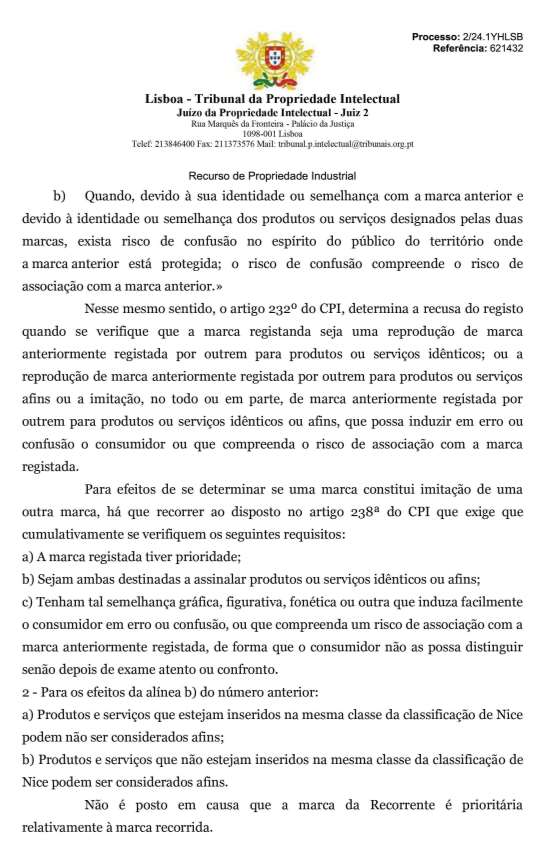 Processo: 2/24.1YHLSB
Referência: 621432
Lisboa - Tribunal da Propriedade Intelectual
Juízo da Propriedade Intelectual - Juiz 2
Rua Marquês da Fronteira - Palácio da Justiça
1098-001 Lisboa
Telef: 213846400 Fax: 211373576 Mail: tribunal.p.intelectual@tribunais.org.pt
Recurso de Propriedade Industrial
b) Quando, devido à sua identidade ou semelhança com a marca anterior e
devido à identidade ou semelhança dos produtos ou serviços designados pelas duas
marcas, exista risco de confusão no espírito do público do território onde
a marca anterior está protegida; o risco de confusão compreende o risco de
associação com a marca anterior.»
Nesse mesmo sentido, o artigo 232º do CPI, determina a recusa do registo
quando se verifique que a marca registanda seja uma reprodução de marca
anteriormente registada por outrem para produtos ou serviços idênticos; ou a
reprodução de marca anteriormente registada por outrem para produtos ou serviços
afins ou a imitação, no todo ou em parte, de marca anteriormente registada por
outrem para produtos ou serviços idênticos ou afins, que possa induzir em erro ou
confusão o consumidor ou que compreenda o risco de associação com a marca
registada.
Para efeitos de se determinar se uma marca constitui imitação de uma
outra marca, há que recorrer ao disposto no artigo 238ª do CPI que exige que
cumulativamente se verifiquem os seguintes requisitos:
a) A marca registada tiver prioridade;
b) Sejam ambas destinadas a assinalar produtos ou serviços idênticos ou afins;
c) Tenham tal semelhança gráfica, figurativa, fonética ou outra que induza facilmente
o consumidor em erro ou confusão, ou que compreenda um risco de associação com a
marca anteriormente registada, de forma que o consumidor não as possa distinguir
senão depois de exame atento ou confronto.
2 - Para os efeitos da alínea b) do número anterior:
a) Produtos e serviços que estejam inseridos na mesma classe da classificação de Nice
podem não ser considerados afins;
b) Produtos e serviços que não estejam inseridos na mesma classe da classificação de
Nice podem ser considerados afins.
Não é posto em causa que a marca da Recorrente é prioritária
relativamente à marca recorrida.